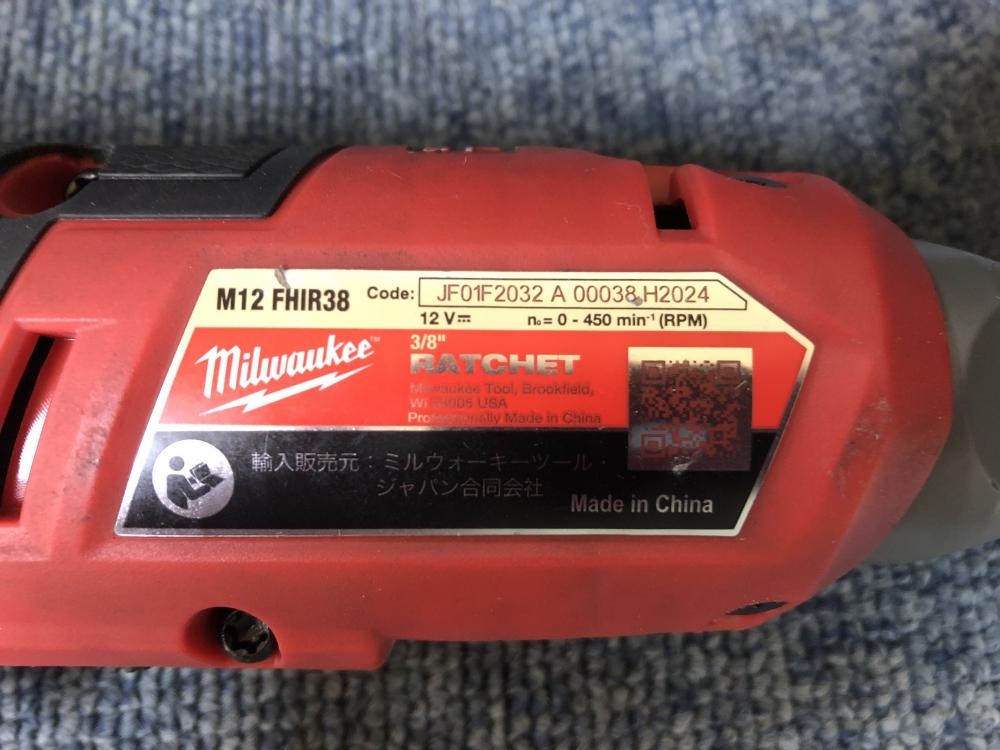 M12 FHIR38
Code: JF01F2032 A 00038 H2024
12 V⎓ n₀ = 0 - 450 min⁻¹ (RPM)
Milwaukee™
3/8"
RATCHET
Milwaukee Tool, Brookfield,
WI 53005 USA
Professionally Made in China
輸入販売元：ミルウォーキーツール・
ジャパン合同会社
Made in China